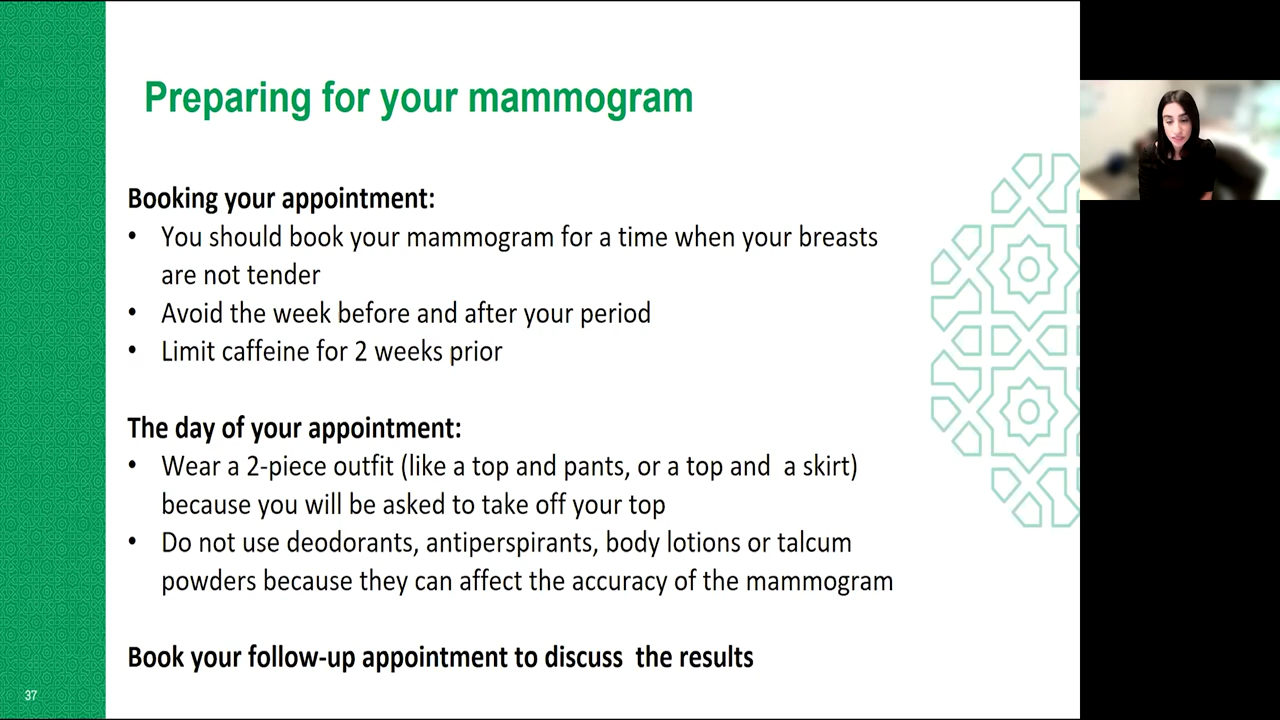 Preparing for your mammogram
Booking your appointment:
• You should book your mammogram for a time when your breasts
are not tender
• Avoid the week before and after your period
• Limit caffeine for 2 weeks prior
The day of your appointment:
• Wear a 2-piece outfit (like a top and pants, or a top and  a skirt)
because you will be asked to take off your top
• Do not use deodorants, antiperspirants, body lotions or talcum
powders because they can affect the accuracy of the mammogram
Book your follow-up appointment to discuss  the results
37